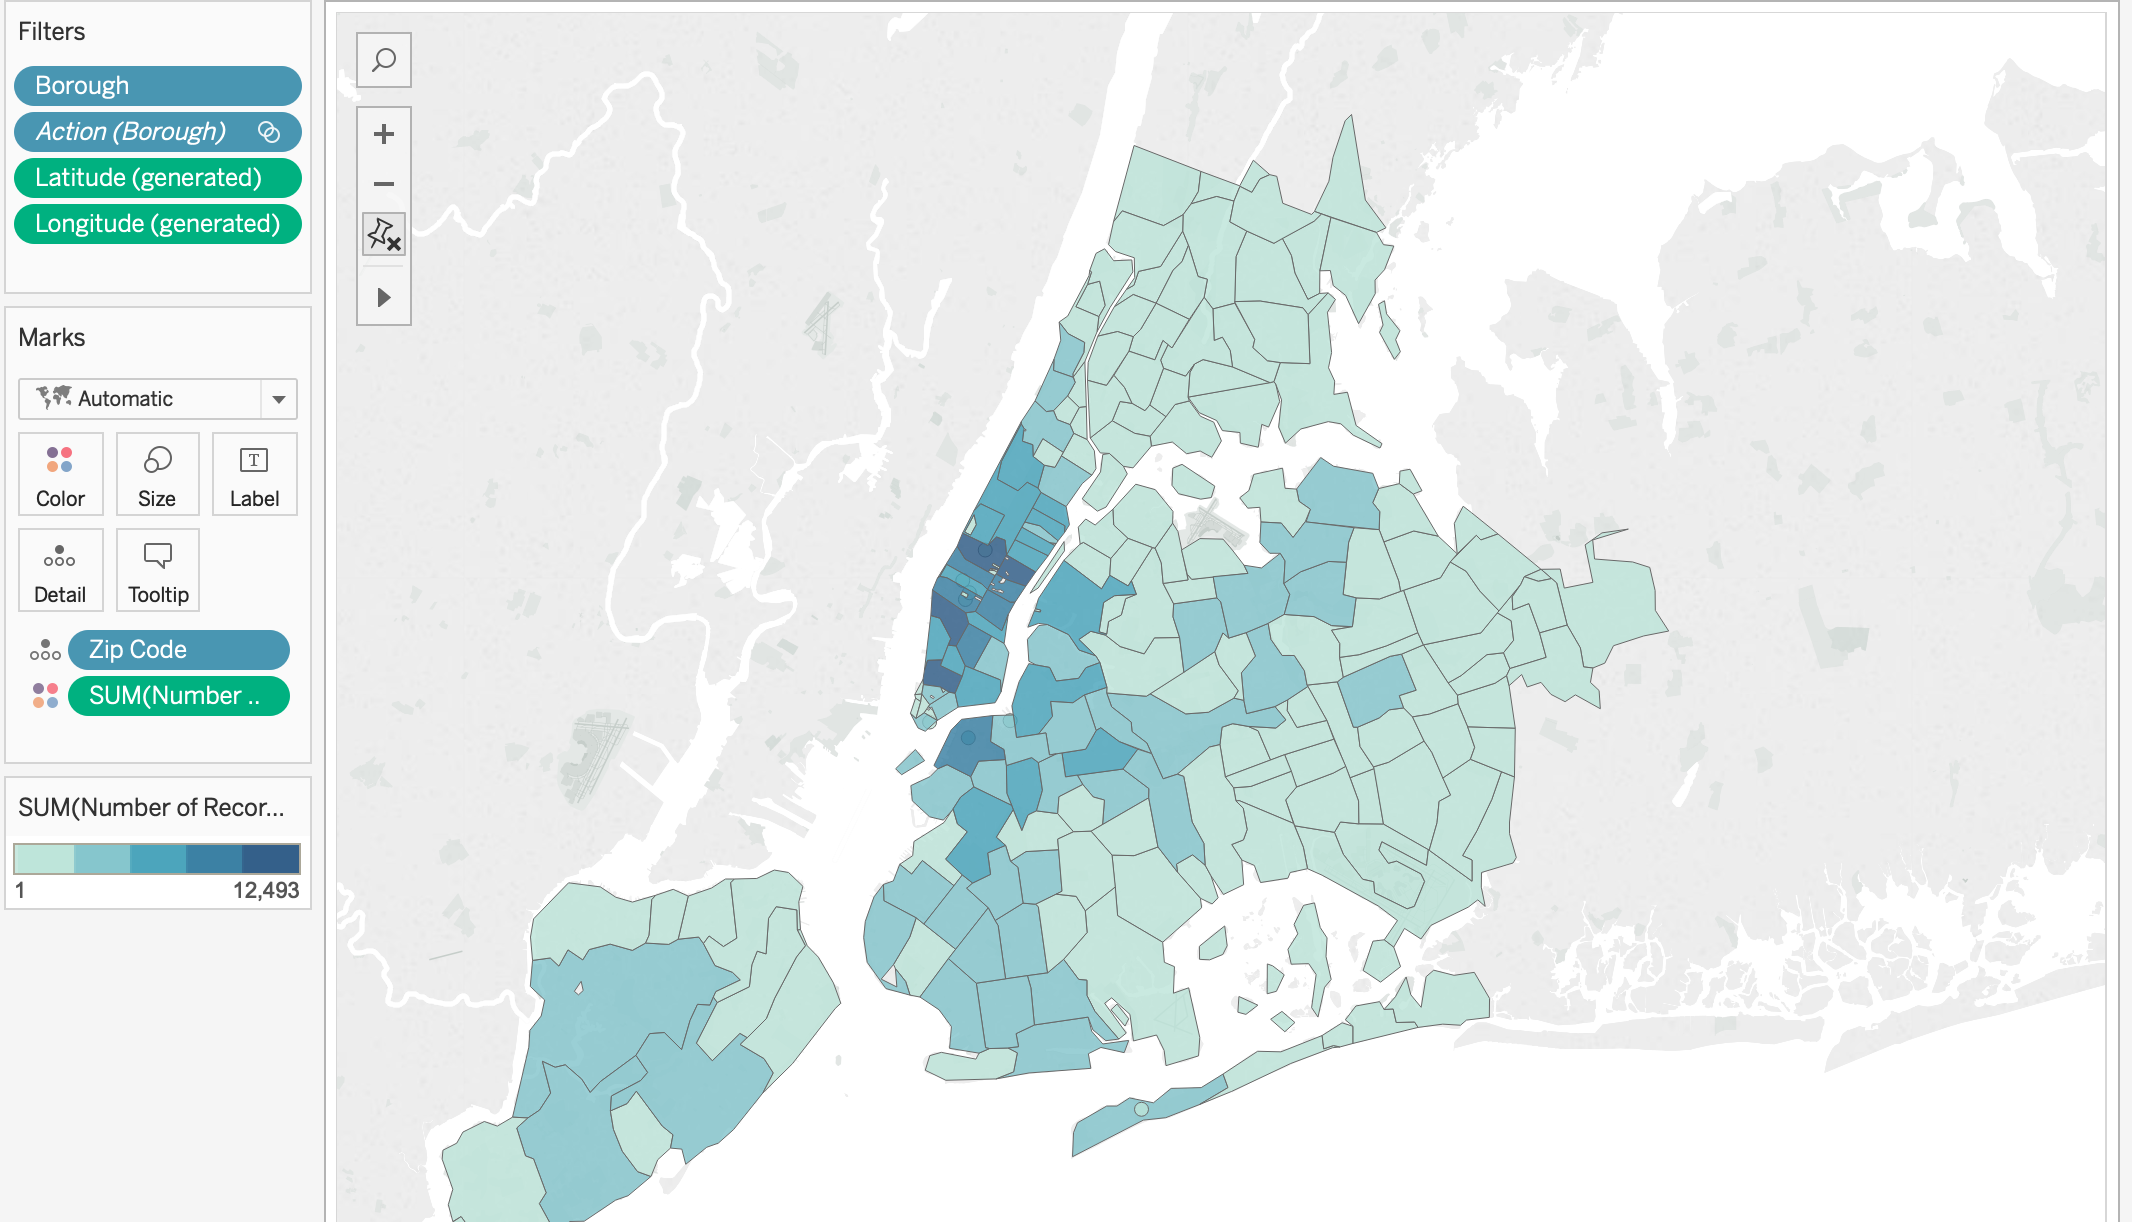 Filters
Borough
Action (Borough)
Latitude (generated)
Longitude (generated)
Marks
Automatic
Color
Size
T
Label
Detail
Tooltip
Zip Code
SUM(Number ..
SUM(Number of Recor...
1
12,493